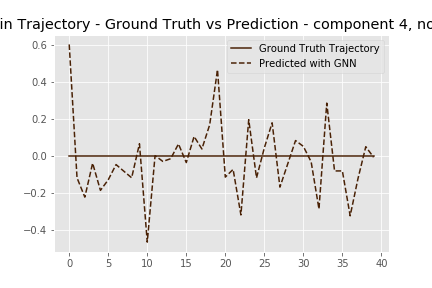 in Trajectory - Ground Truth vs Prediction - component 4, no
Ground Truth Trajectory
Predicted with GNN
0.6
0.4
0.2
0.0
−0.2
−0.4
0 5 10 15 20 25 30 35 40